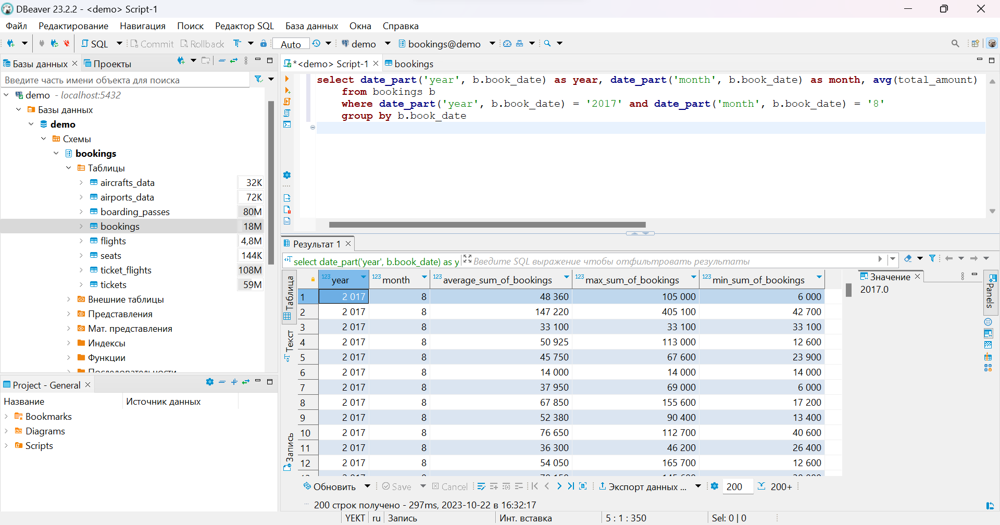 DBeaver 23.2.2 - <demo> Script-1
Файл Редактирование Навигация Поиск Редактор SQL База данных Окна Справка
SQL Commit Rollback Auto demo bookings@demo
Базы данных Проекты
Введите часть имени объекта для поиска
demo - localhost:5432
Базы данных
demo
Схемы
bookings
Таблицы
aircrafts_data 32K
airports_data 72K
boarding_passes 80M
bookings 18M
flights 4,8M
seats 144K
ticket_flights 108M
tickets 59M
Внешние таблицы
Представления
Мат. представления
Индексы
Функции
Последовательности
Project - General
Название Источник данных
Bookmarks
Diagrams
Scripts
*<demo> Script-1 bookings
select date_part('year', b.book_date) as year, date_part('month', b.book_date) as month, avg(total_amount)
from bookings b
where date_part('year', b.book_date) = '2017' and date_part('month', b.book_date) = '8'
group by b.book_date
Результат 1
select date_part('year', b.book_date) as y Введите SQL выражение чтобы отфильтровать результаты
Таблица
Текст
Запись
123 year 123 month 123 average_sum_of_bookings 123 max_sum_of_bookings 123 min_sum_of_bookings
1 2 017 8 48 360 105 000 6 000
2 2 017 8 147 220 405 100 42 700
3 2 017 8 33 100 33 100 33 100
4 2 017 8 50 925 113 000 12 600
5 2 017 8 45 750 67 600 23 900
6 2 017 8 14 000 14 000 14 000
7 2 017 8 37 950 69 000 6 000
8 2 017 8 67 850 155 600 17 200
9 2 017 8 52 380 90 400 13 400
10 2 017 8 76 650 112 700 40 600
11 2 017 8 36 300 46 200 26 400
12 2 017 8 54 050 165 700 12 600
Значение
2017.0
Panels
Обновить Save Cancel Экспорт данных ... 200 200+
200 строк получено - 297ms, 2023-10-22 в 16:32:17
YEKT ru Запись Инт. вставка 5 : 1 : 350 Sel: 0 | 0